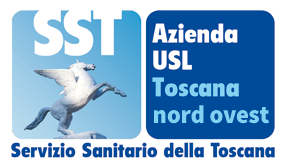 SST
Azienda
USL
Toscana
nord ovest
Servizio Sanitario della Toscana